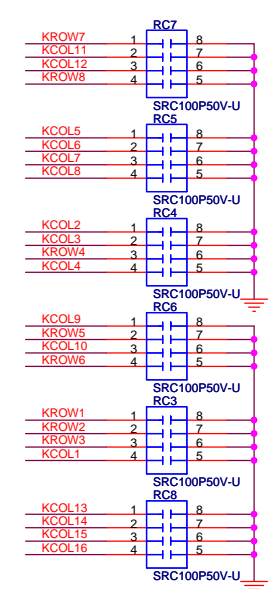 RC7
KROW7 1 8
KCOL11 2 7
KCOL12 3 6
KROW8 4 5
SRC100P50V-U
RC5
KCOL5 1 8
KCOL6 2 7
KCOL7 3 6
KCOL8 4 5
SRC100P50V-U
RC4
KCOL2 1 8
KCOL3 2 7
KROW4 3 6
KCOL4 4 5
SRC100P50V-U
RC6
KCOL9 1 8
KROW5 2 7
KCOL10 3 6
KROW6 4 5
SRC100P50V-U
RC3
KROW1 1 8
KROW2 2 7
KROW3 3 6
KCOL1 4 5
SRC100P50V-U
RC8
KCOL13 1 8
KCOL14 2 7
KCOL15 3 6
KCOL16 4 5
SRC100P50V-U